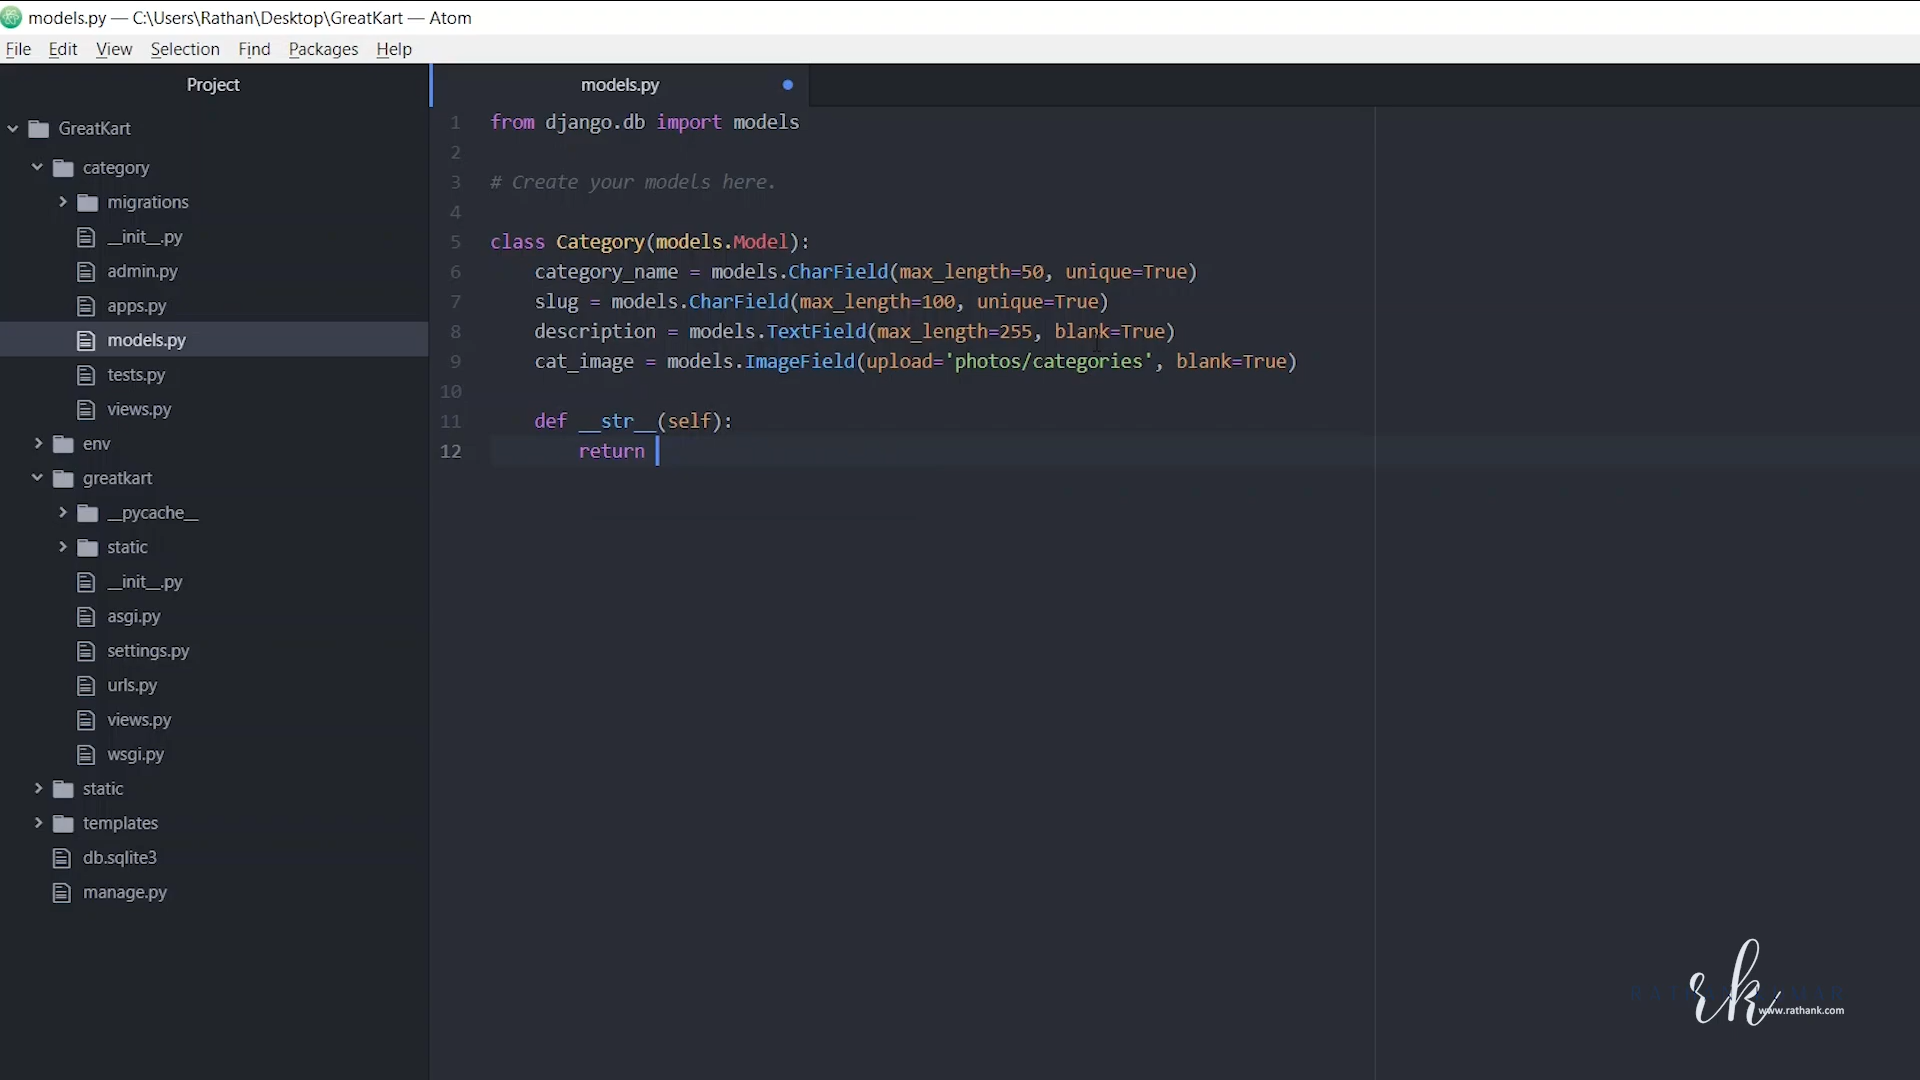 models.py — C:\Users\Rathan\Desktop\GreatKart — Atom
File Edit View Selection Find Packages Help
Project
models.py
GreatKart
category
migrations
__init__.py
admin.py
apps.py
models.py
tests.py
views.py
env
greatkart
__pycache__
static
__init__.py
asgi.py
settings.py
urls.py
views.py
wsgi.py
static
templates
db.sqlite3
manage.py
1 from django.db import models
2
3 # Create your models here.
4
5 class Category(models.Model):
6     category_name = models.CharField(max_length=50, unique=True)
7     slug = models.CharField(max_length=100, unique=True)
8     description = models.TextField(max_length=255, blank=True)
9     cat_image = models.ImageField(upload='photos/categories', blank=True)
10
11     def __str__(self):
12         return
rk
www.rathank.com